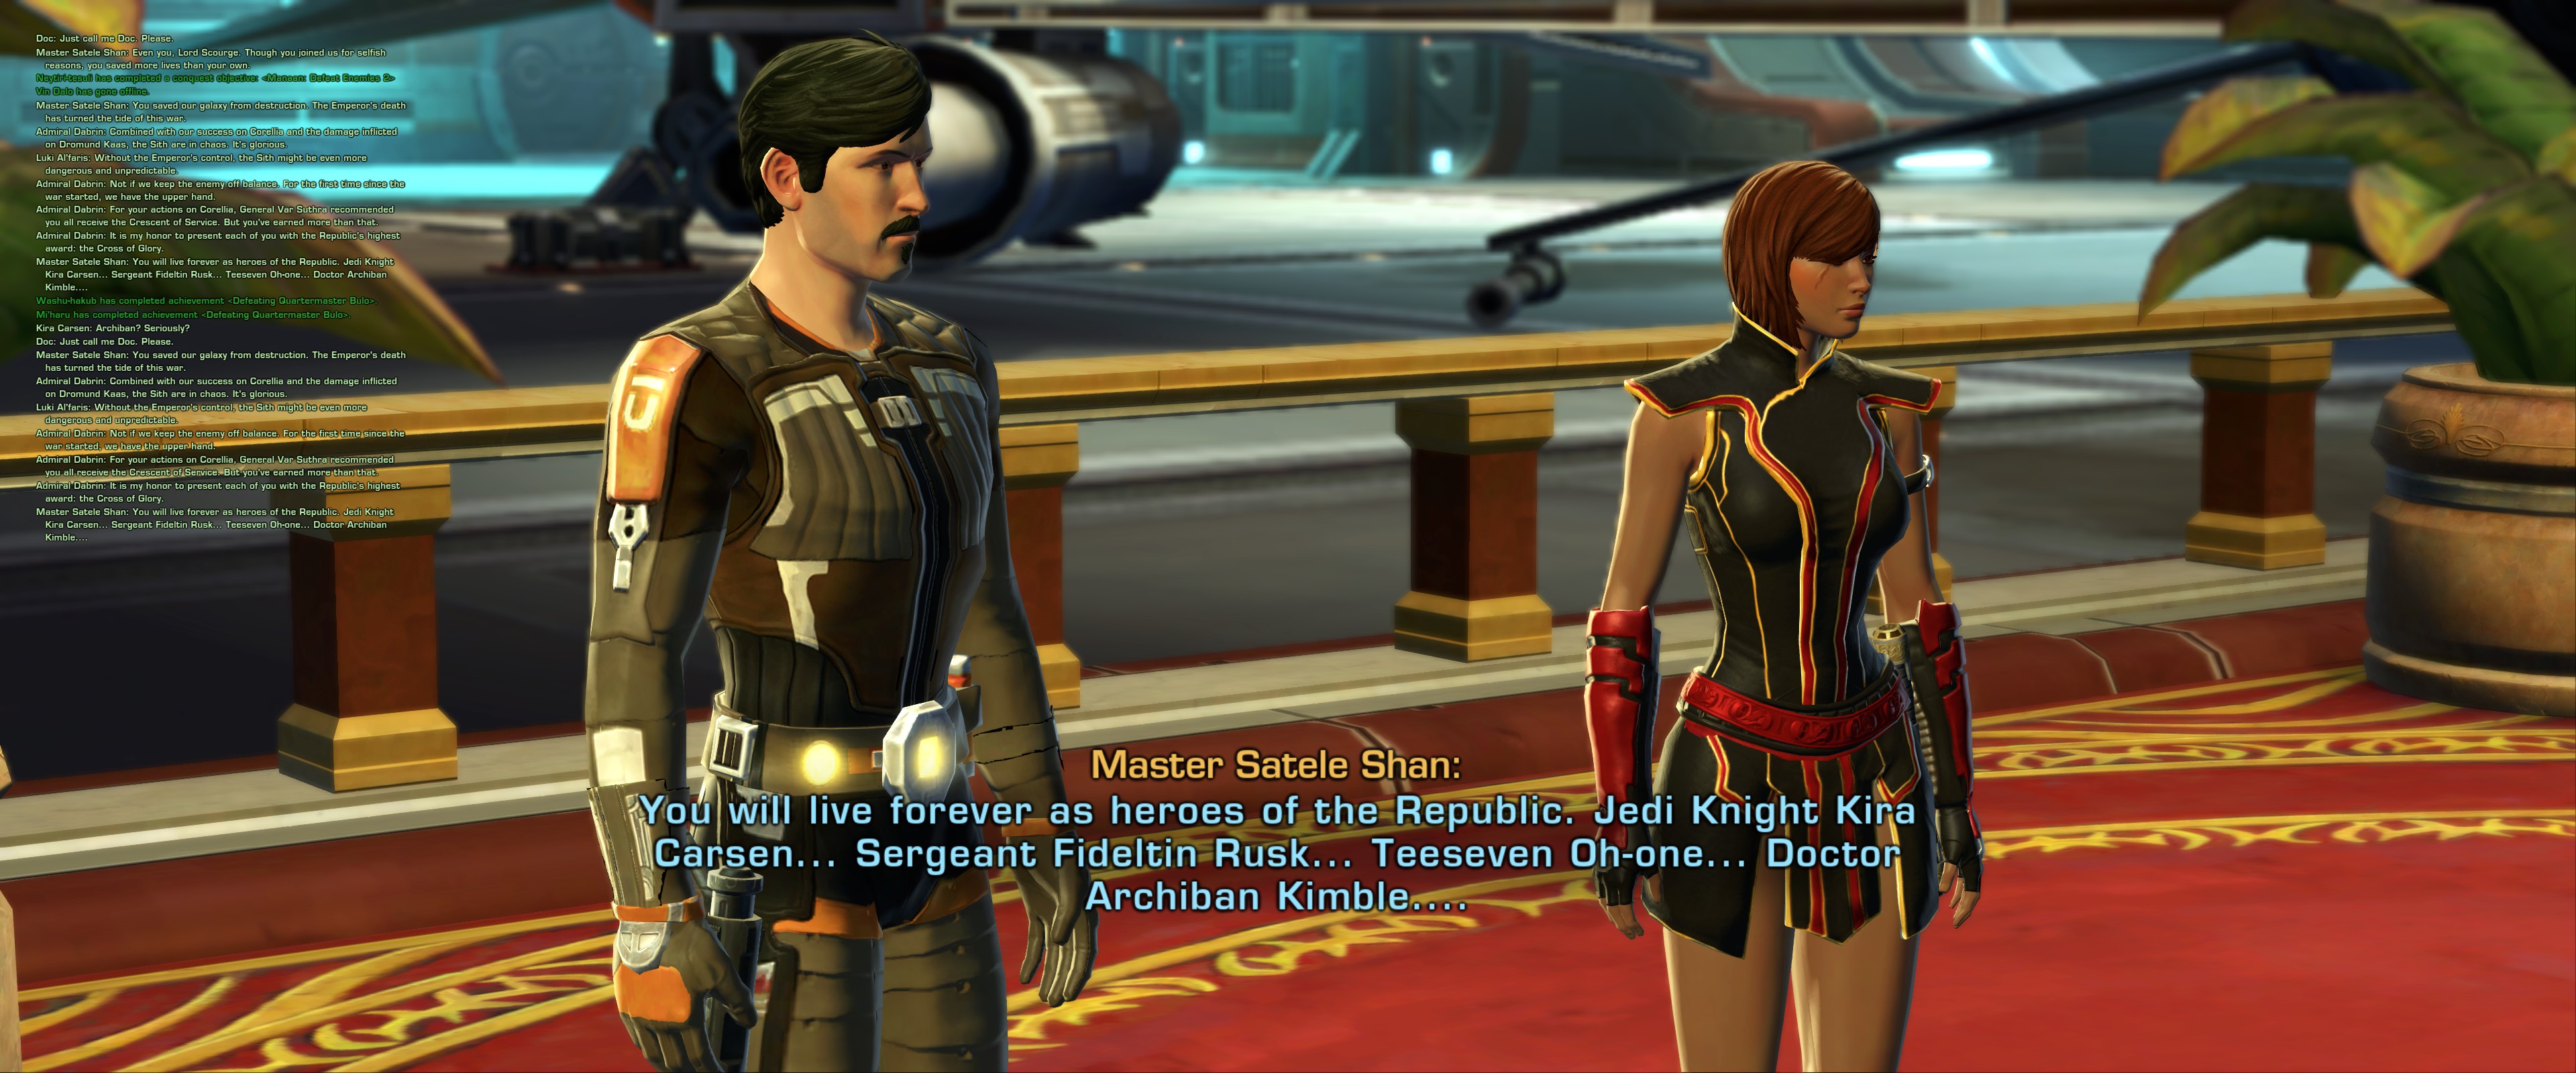 Doc: Just call me Doc. Please.
Master Satele Shan: Even you, Lord Scourge. Though you joined us for selfish
reasons, you saved more lives than your own.
Neytiri-tesoli has completed a conquest objective: <Manaan: Defeat Enemies 2>
Vin Dalo has gone offline.
Master Satele Shan: You saved our galaxy from destruction. The Emperor's death
has turned the tide of this war.
Admiral Dabrin: Combined with our success on Corellia and the damage inflicted
on Dromund Kaas, the Sith are in chaos. It's glorious.
Luki Al'faris: Without the Emperor's control, the Sith might be even more
dangerous and unpredictable.
Admiral Dabrin: Not if we keep the enemy off balance. For the first time since the
war started, we have the upper hand.
Admiral Dabrin: For your actions on Corellia, General Var Suthra recommended
you all receive the Crescent of Service. But you've earned more than that.
Admiral Dabrin: It is my honor to present each of you with the Republic's highest
award: the Cross of Glory.
Master Satele Shan: You will live forever as heroes of the Republic. Jedi Knight
Kira Carsen... Sergeant Fideltin Rusk... Teeseven Oh-one... Doctor Archiban
Kimble....
Washu-hakub has completed achievement <Defeating Quartermaster Bulo>.
Mi'haru has completed achievement <Defeating Quartermaster Bulo>.
Kira Carsen: Archiban? Seriously?
Doc: Just call me Doc. Please.
Master Satele Shan: You saved our galaxy from destruction. The Emperor's death
has turned the tide of this war.
Admiral Dabrin: Combined with our success on Corellia and the damage inflicted
on Dromund Kaas, the Sith are in chaos. It's glorious.
Luki Al'faris: Without the Emperor's control, the Sith might be even more
dangerous and unpredictable.
Admiral Dabrin: Not if we keep the enemy off balance. For the first time since the
war started, we have the upper hand.
Admiral Dabrin: For your actions on Corellia, General Var Suthra recommended
you all receive the Crescent of Service. But you've earned more than that.
Admiral Dabrin: It is my honor to present each of you with the Republic's highest
award: the Cross of Glory.
Master Satele Shan: You will live forever as heroes of the Republic. Jedi Knight
Kira Carsen... Sergeant Fideltin Rusk... Teeseven Oh-one... Doctor Archiban
Kimble....
Master Satele Shan:
You will live forever as heroes of the Republic. Jedi Knight Kira
Carsen... Sergeant Fideltin Rusk... Teeseven Oh-one... Doctor
Archiban Kimble....